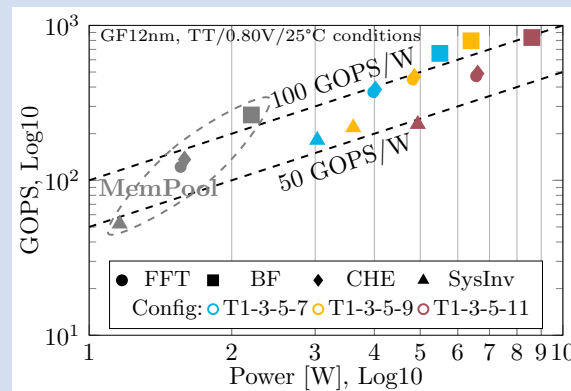 GF12nm, TT/0.80V/25°C conditions
10³
GOPS, Log10
100 GOPS/W
50 GOPS/W
10²
MemPool
FFT BF CHE SysInv
Config: T1-3-5-7 T1-3-5-9 T1-3-5-11
10¹
1 2 3 4 5 6 7 8 9 10
Power [W], Log10